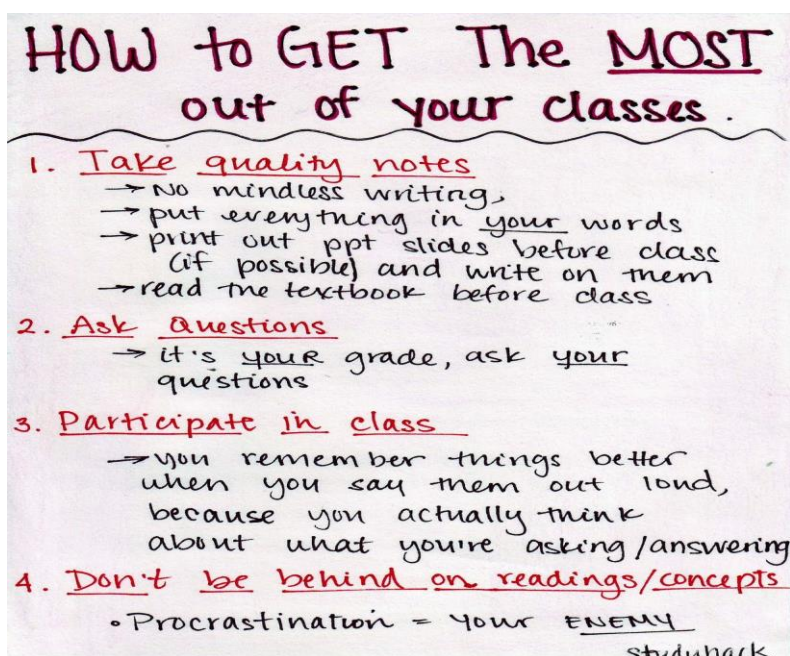 HOW to GET The MOST
out of your classes.
1. Take quality notes
→ No mindless writing,
→ put everything in your words
→ print out ppt slides before class
(if possible) and write on them
→ read the textbook before class
2. Ask Questions
→ it's YOUR grade, ask your
questions
3. Participate in class
→ you remember things better
when you say them out loud,
because you actually think
about what you're asking/answering
4. Don't be behind on readings/concepts
• Procrastination = your ENEMY
studyhack